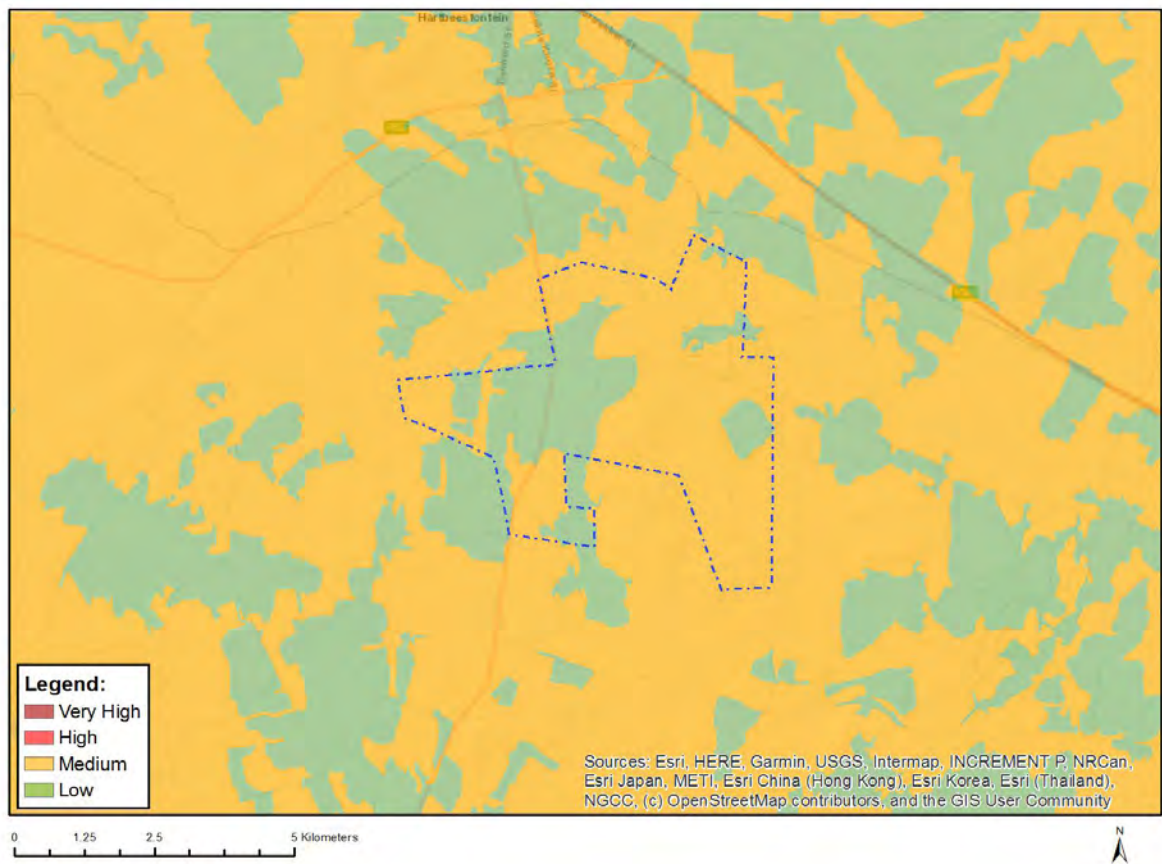 Hartbeesfontein
Legend:
Very High
High
Medium
Low
Sources: Esri, HERE, Garmin, USGS, Intermap, INCREMENT P, NRCan,
Esri Japan, METI, Esri China (Hong Kong), Esri Korea, Esri (Thailand),
NGCC, (c) OpenStreetMap contributors, and the GIS User Community
0 1.25 2.5 5 Kilometers
N